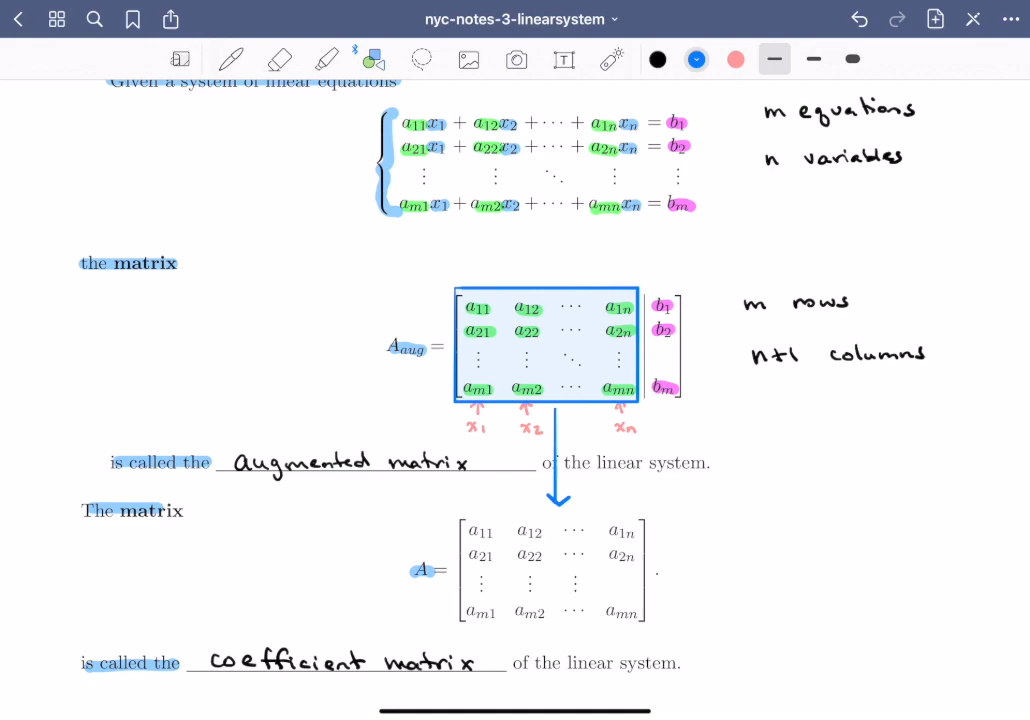 nyc-notes-3-linearsystem
Given a system of linear equations
a11x1 + a12x2 + ··· + a1nxn = b1
a21x1 + a22x2 + ··· + a2nxn = b2
⋮ ⋮ ⋱ ⋮ ⋮
am1x1 + am2x2 + ··· + amnxn = bm
m equations
n variables
the matrix
Aaug =
a11 a12 ··· a1n b1
a21 a22 ··· a2n b2
⋮ ⋮ ⋱ ⋮
am1 am2 ··· amn bm
x1 x2 xn
m rows
n+1 columns
is called the augmented matrix of the linear system.
The matrix
A =
a11 a12 ··· a1n
a21 a22 ··· a2n
⋮ ⋮ ⋮
am1 am2 ··· amn
.
is called the coefficient matrix of the linear system.